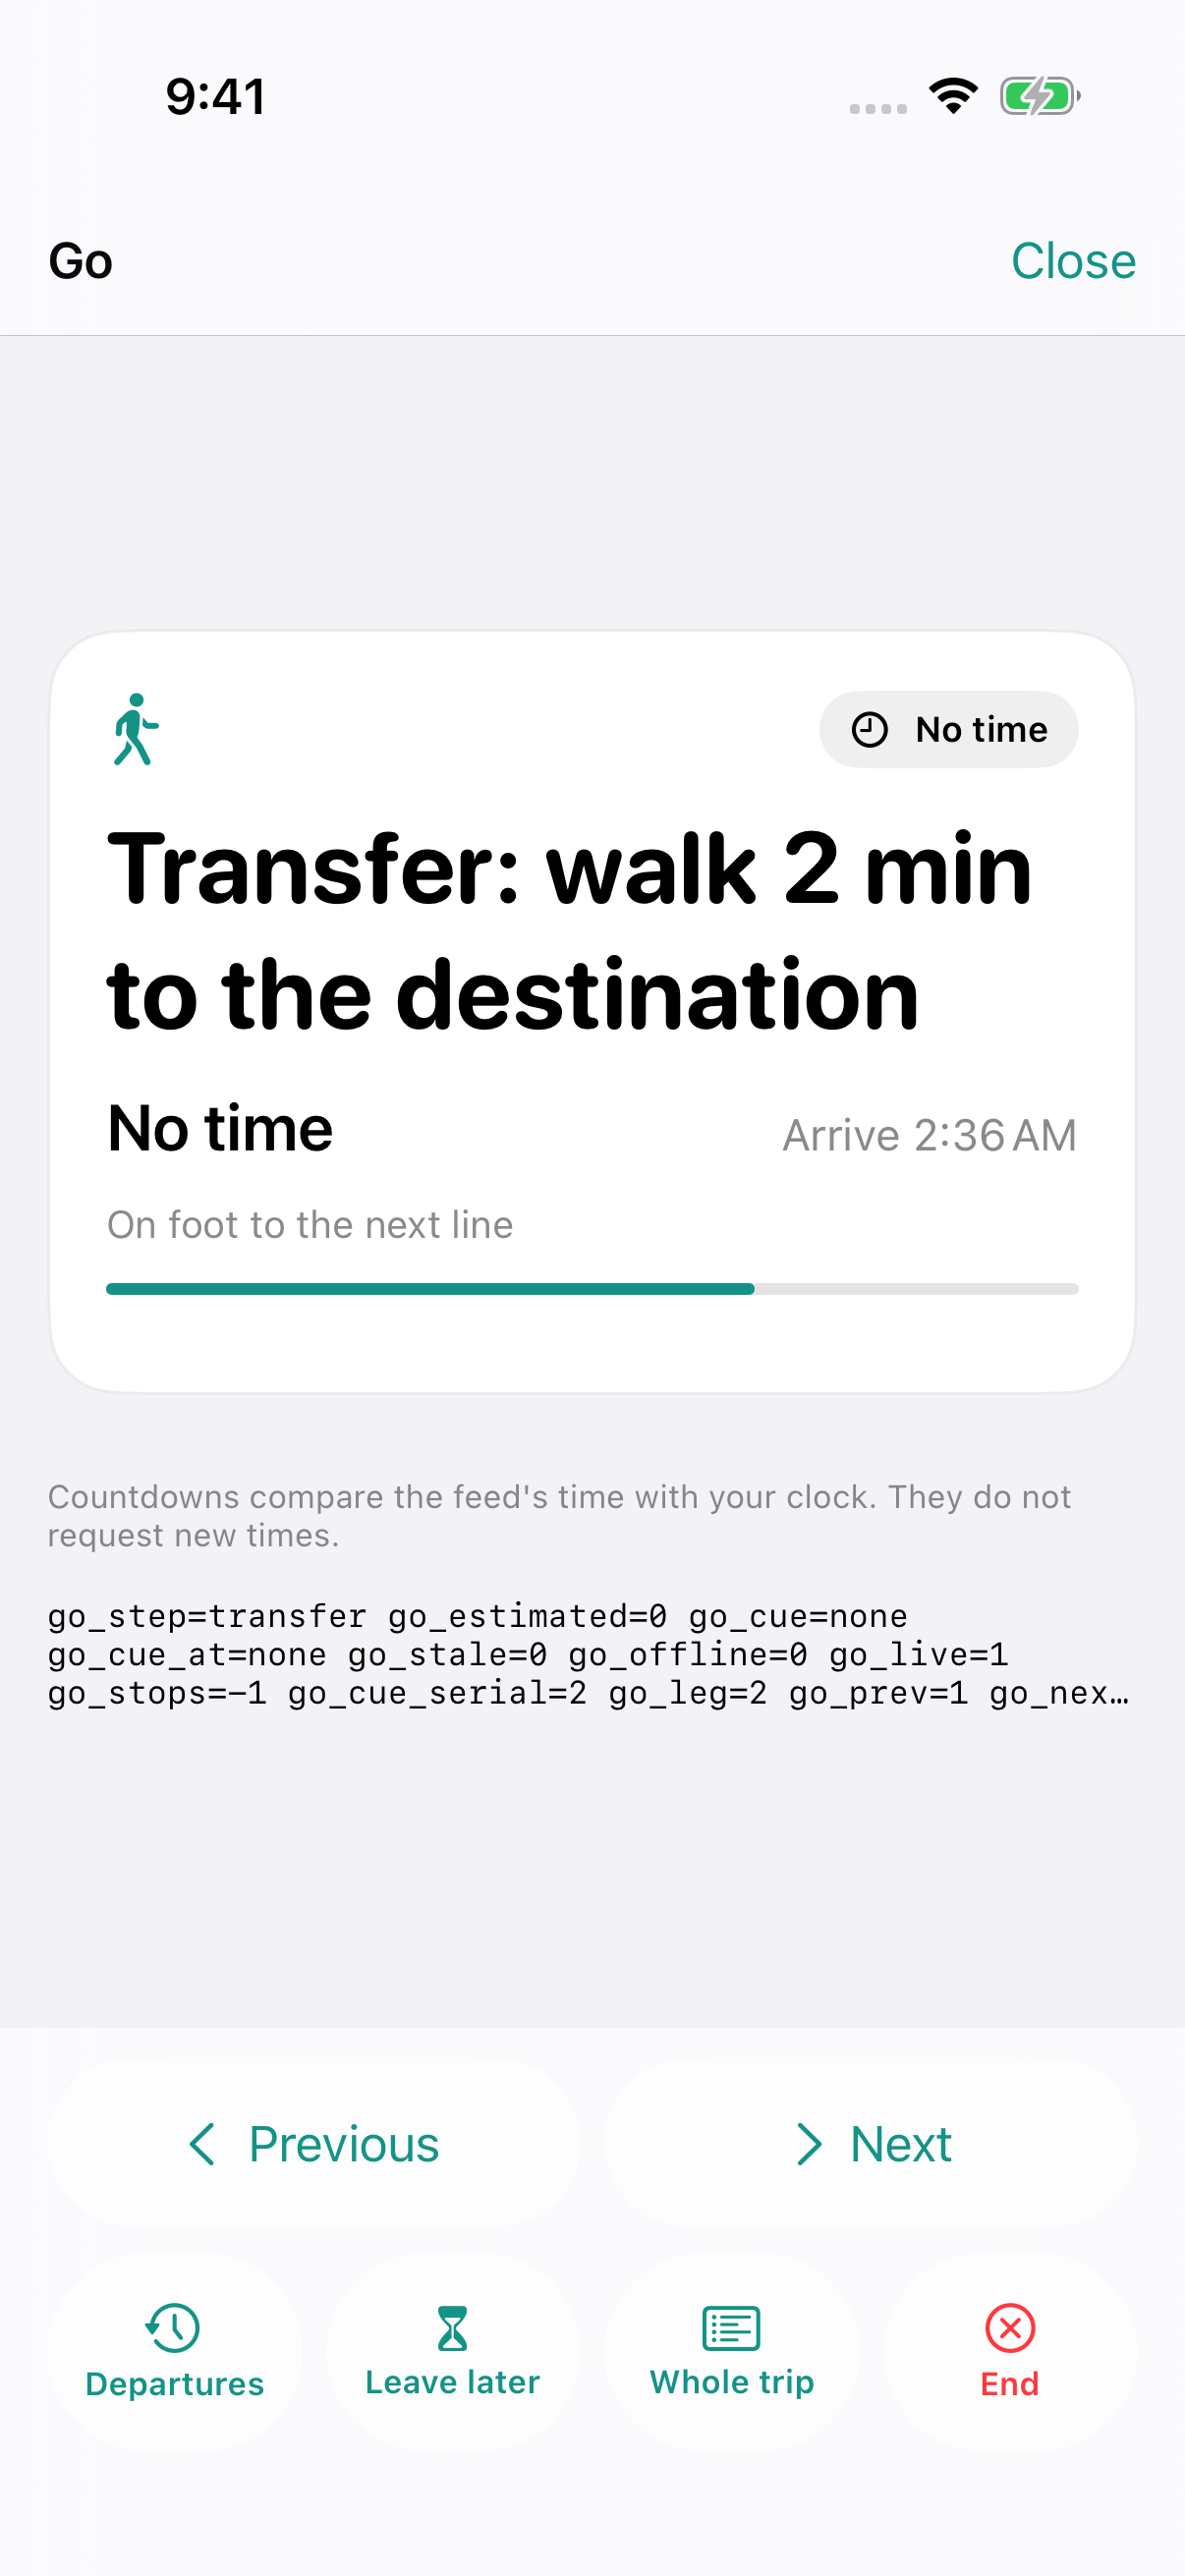 9:41
Go
Close
No time
Transfer: walk 2 min
to the destination
No time
Arrive 2:36 AM
On foot to the next line
Countdowns compare the feed's time with your clock. They do not
request new times.
go_step=transfer go_estimated=0 go_cue=none
go_cue_at=none go_stale=0 go_offline=0 go_live=1
go_stops=−1 go_cue_serial=2 go_leg=2 go_prev=1 go_nex…
Previous
Next
Departures
Leave later
Whole trip
End